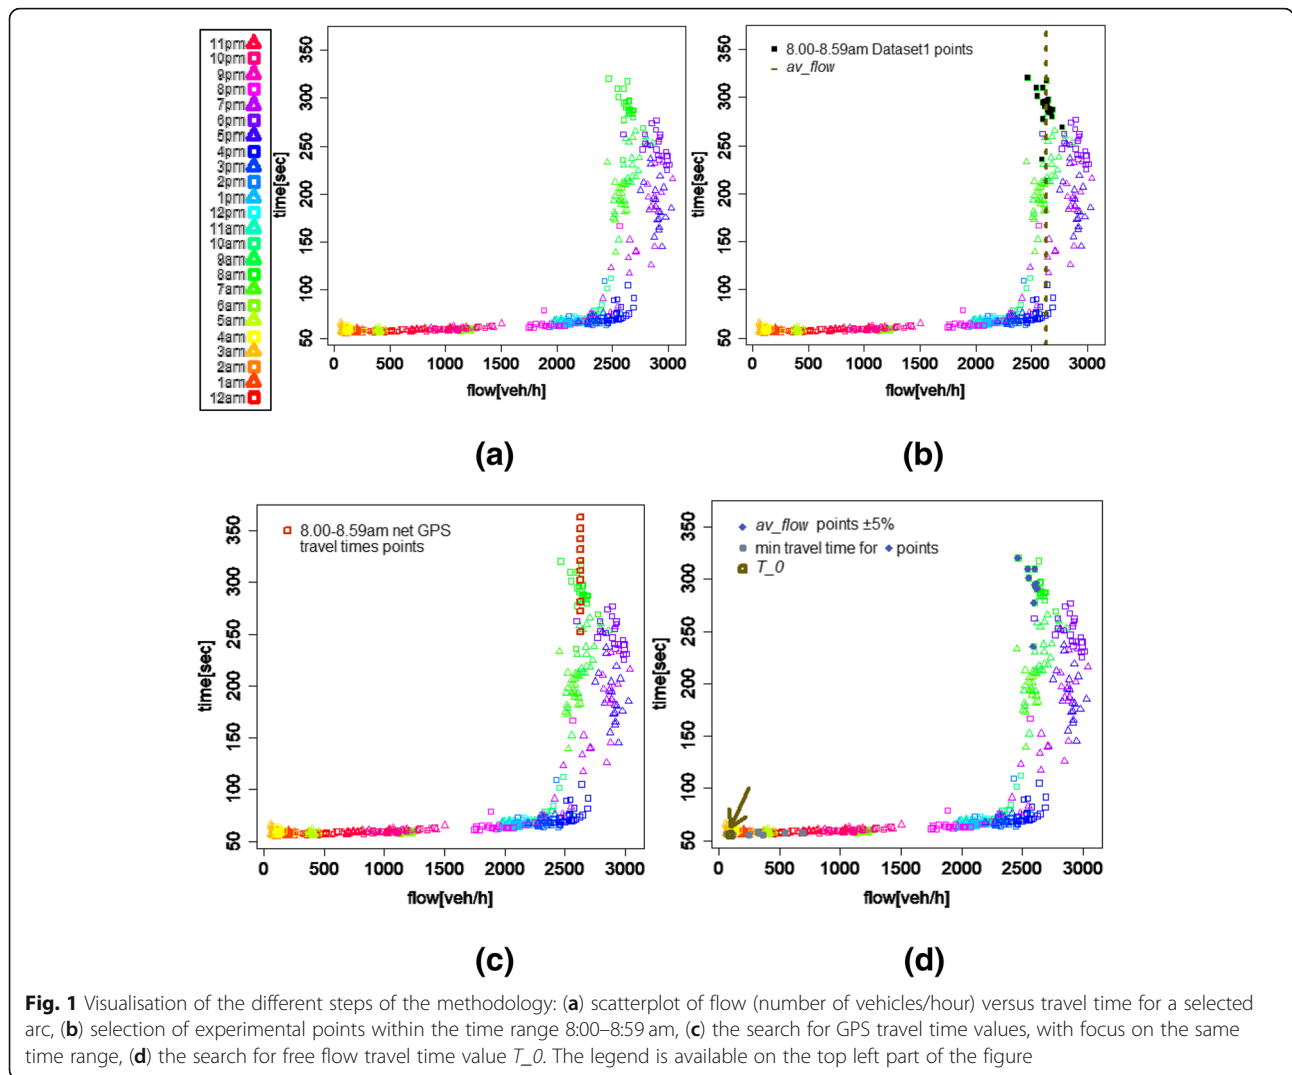 11pm
10pm
9pm
8pm
7pm
6pm
5pm
4pm
3pm
2pm
1pm
12pm
11am
10am
9am
8am
7am
6am
5am
4am
3am
2am
1am
12am
time[sec]
350
300
250
200
150
100
50
0 500 1000 1500 2000 2500 3000
flow[veh/h]
(a)
8.00-8.59am Dataset1 points
av_flow
time[sec]
350
300
250
200
150
100
50
0 500 1000 1500 2000 2500 3000
flow[veh/h]
(b)
8.00-8.59am net GPS
travel times points
time[sec]
350
300
250
200
150
100
50
0 500 1000 1500 2000 2500 3000
flow[veh/h]
(c)
av_flow points ±5%
min travel time for ◆ points
T_0
time[sec]
350
300
250
200
150
100
50
0 500 1000 1500 2000 2500 3000
flow[veh/h]
(d)
Fig. 1 Visualisation of the different steps of the methodology: (a) scatterplot of flow (number of vehicles/hour) versus travel time for a selected
arc, (b) selection of experimental points within the time range 8:00–8:59 am, (c) the search for GPS travel time values, with focus on the same
time range, (d) the search for free flow travel time value T_0. The legend is available on the top left part of the figure